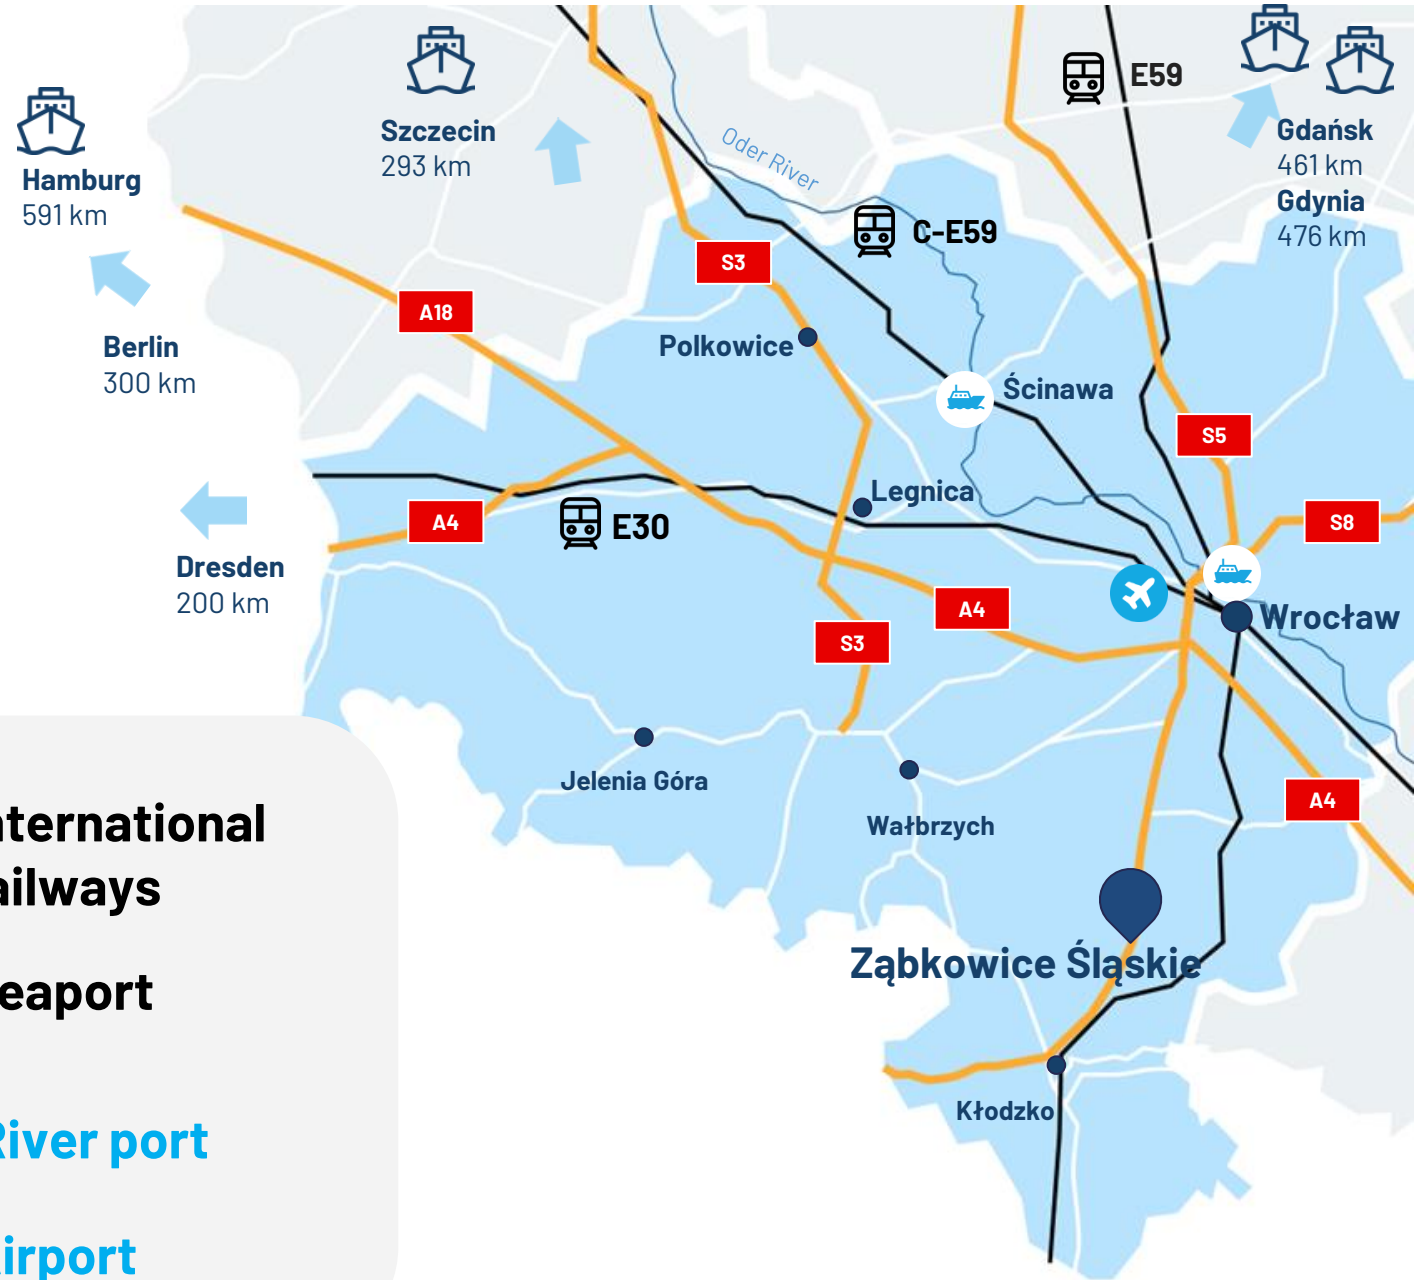 E59
Szczecin
293 km
Gdańsk
461 km
Gdynia
476 km
Hamburg
591 km
Oder River
C-E59
S3
A18
Berlin
300 km
Polkowice
Ścinawa
S5
Legnica
A4
E30
S8
Dresden
200 km
A4
Wrocław
S3
Jelenia Góra
A4
Wałbrzych
nternational
ailways
Ząbkowice Śląskie
eaport
Kłodzko
River port
irport